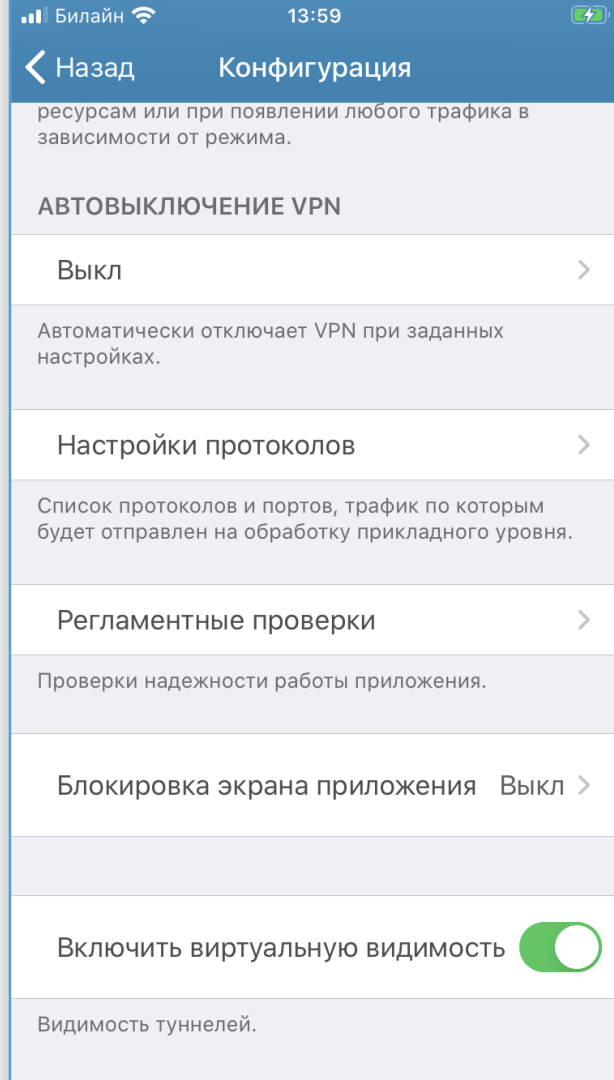 Билайн 13:59
Назад Конфигурация
ресурсам или при появлении любого трафика в
зависимости от режима.
АВТОВЫКЛЮЧЕНИЕ VPN
Выкл
Автоматически отключает VPN при заданных
настройках.
Настройки протоколов
Список протоколов и портов, трафик по которым
будет отправлен на обработку прикладного уровня.
Регламентные проверки
Проверки надежности работы приложения.
Блокировка экрана приложения Выкл
Включить виртуальную видимость
Видимость туннелей.